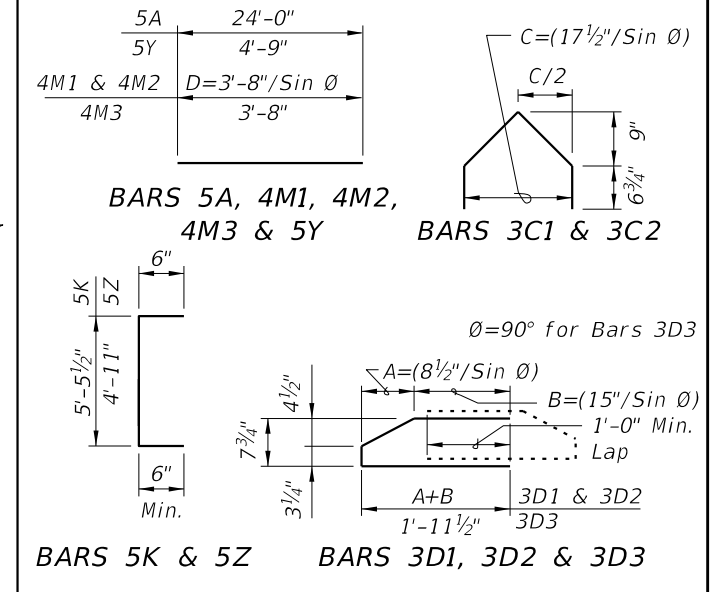 5A 24'-0"
5Y 4'-9"
4M1 & 4M2 D=3'-8"/Sin Ø
4M3 3'-8"
BARS 5A, 4M1, 4M2,
4M3 & 5Y
C=(17½"/Sin Ø)
C/2
9"
6¾"
BARS 3C1 & 3C2
6"
5K
5Z
5'-5½"
4'-11"
6"
Min.
BARS 5K & 5Z
Ø=90° for Bars 3D3
A=(8½"/Sin Ø)
B=(15"/Sin Ø)
1'-0" Min.
Lap
4½"
7¾"
3¼"
A+B 3D1 & 3D2
1'-11½" 3D3
BARS 3D1, 3D2 & 3D3